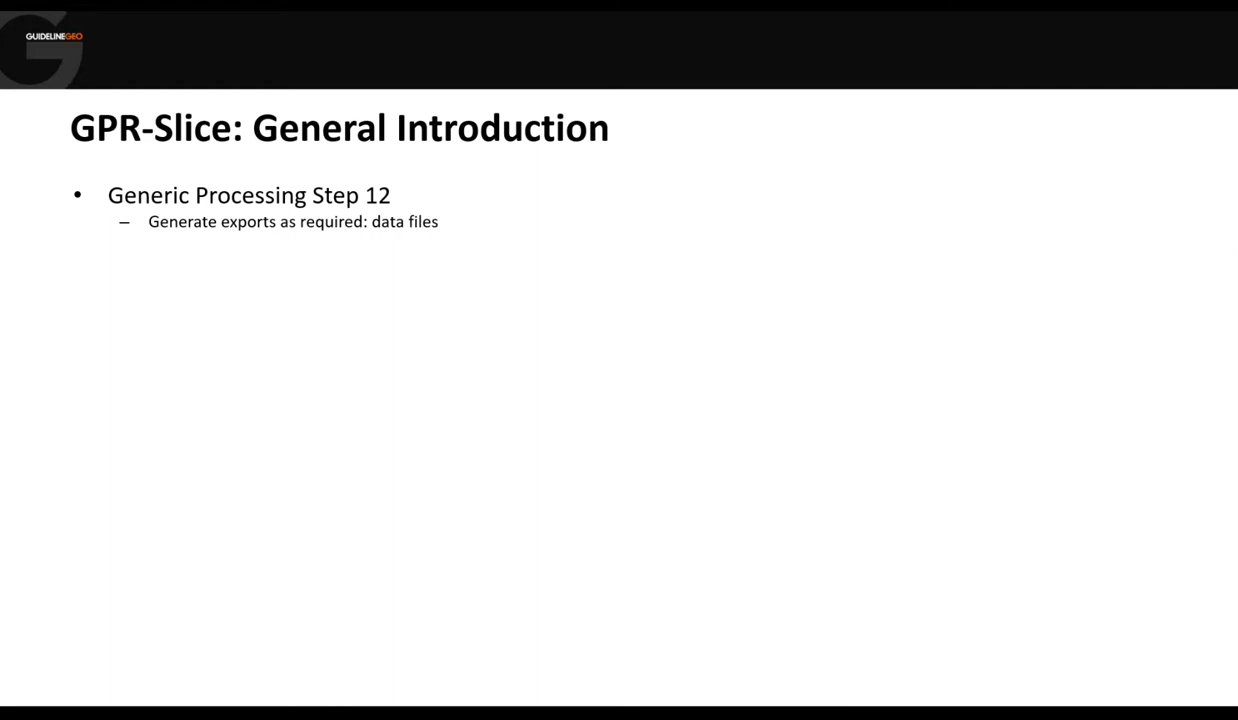 GUIDELINEGEO
GPR-Slice: General Introduction
• Generic Processing Step 12
– Generate exports as required: data files